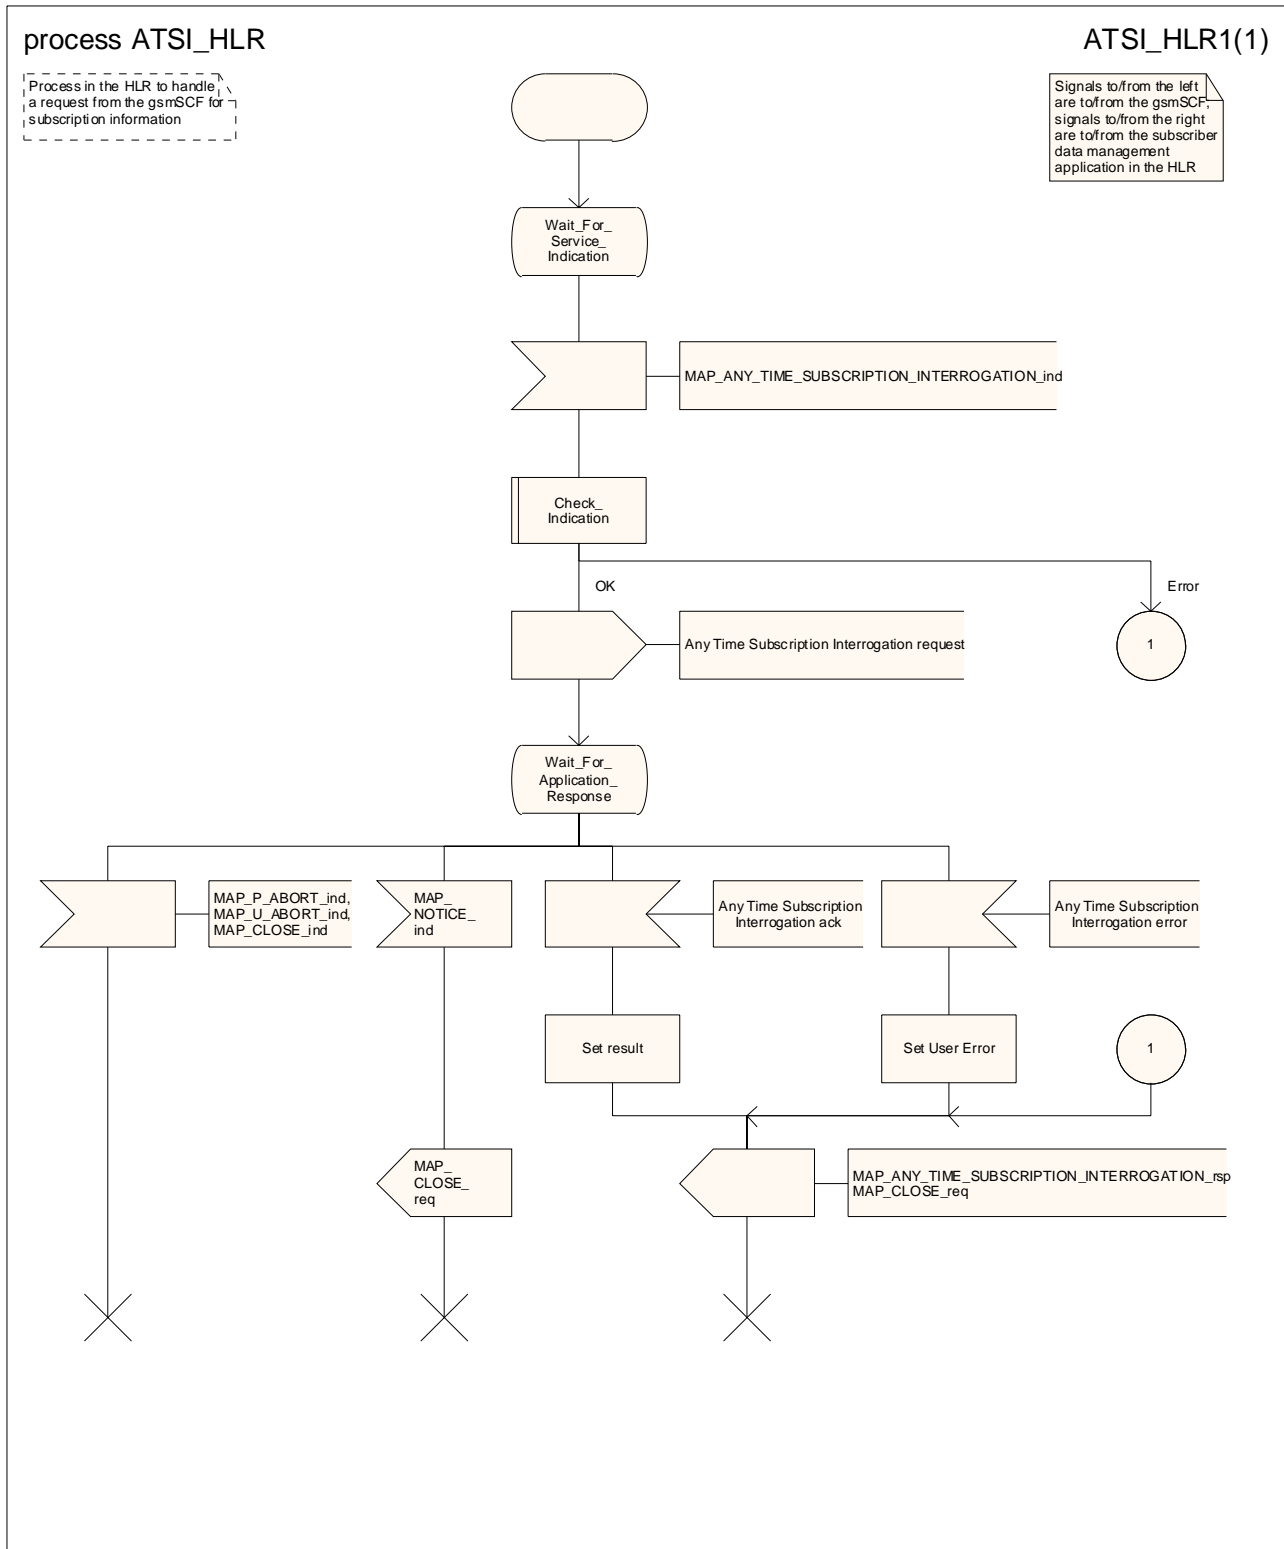 process ATSI_HLR
ATSI_HLR1(1)
Process in the HLR to handle
a request from the gsmSCF for
subscription information
Signals to/from the left
are to/from the gsmSCF;
signals to/from the right
are to/from the subscriber
data management
application in the HLR
Wait_For_
Service_
Indication
MAP_ANY_TIME_SUBSCRIPTION_INTERROGATION_ind
Check_
Indication
OK
Error
Any Time Subscription Interrogation request
1
Wait_For_
Application_
Response
MAP_P_ABORT_ind,
MAP_U_ABORT_ind,
MAP_CLOSE_ind
MAP_
NOTICE_
ind
Any Time Subscription
Interrogation ack
Any Time Subscription
Interrogation error
Set result
Set User Error
1
MAP_
CLOSE_
req
MAP_ANY_TIME_SUBSCRIPTION_INTERROGATION_rsp
MAP_CLOSE_req